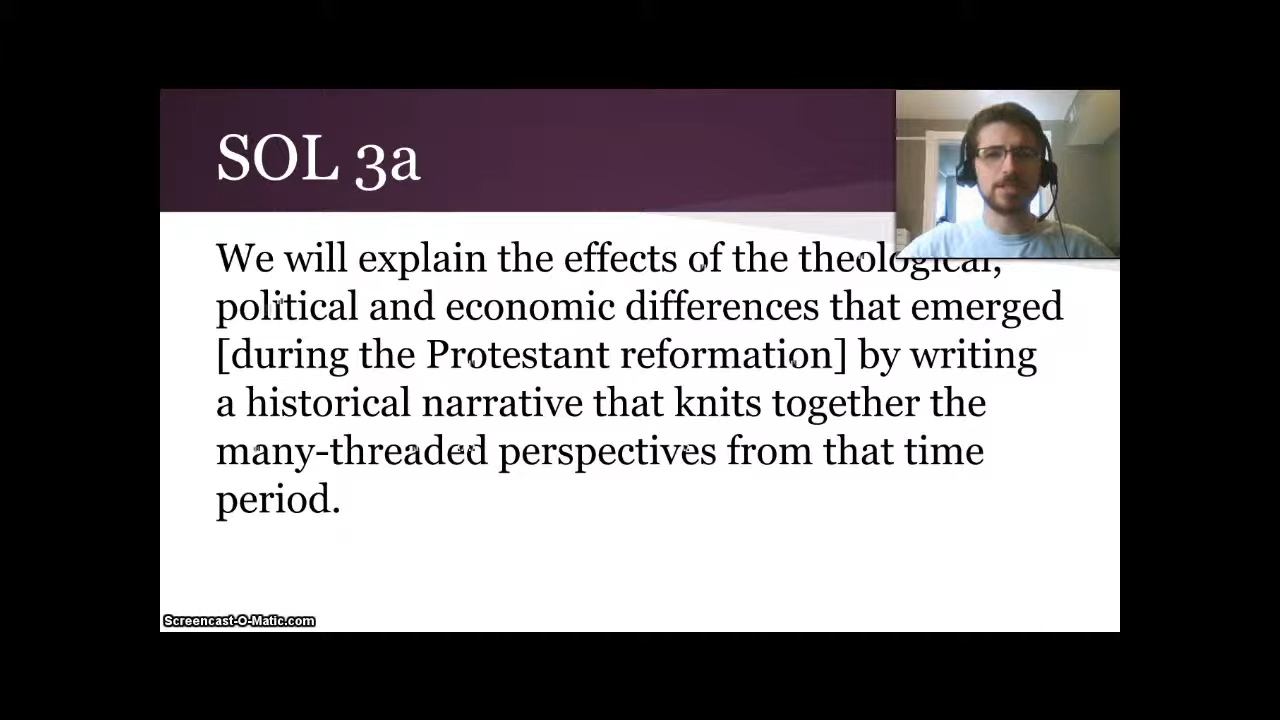 SOL 3a
We will explain the effects of the theological,
political and economic differences that emerged
[during the Protestant reformation] by writing
a historical narrative that knits together the
many-threaded perspectives from that time
period.
Screencast-O-Matic.com